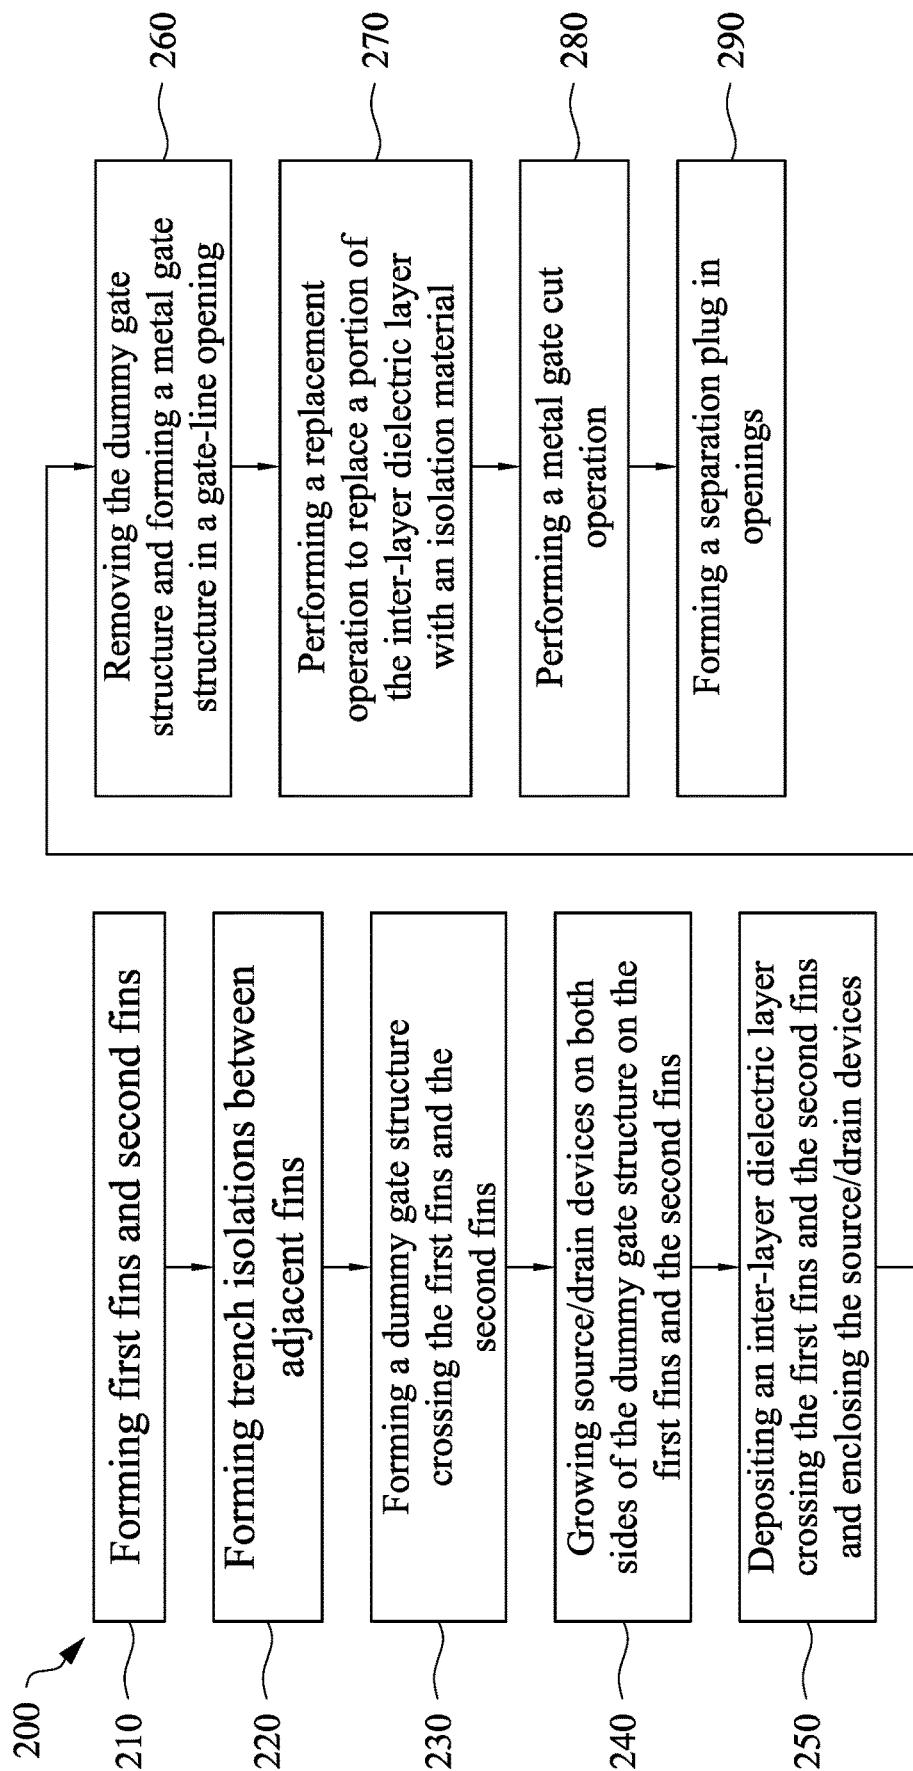 200
210
Forming first fins and second fins
220
Forming trench isolations between
adjacent fins
230
Forming a dummy gate structure
crossing the first fins and the
second fins
240
Growing source/drain devices on both
sides of the dummy gate structure on the
first fins and the second fins
250
Depositing an inter-layer dielectric layer
crossing the first fins and the second fins
and enclosing the source/drain devices
Removing the dummy gate
structure and forming a metal gate
structure in a gate-line opening
260
Performing a replacement
operation to replace a portion of
the inter-layer dielectric layer
with an isolation material
270
Performing a metal gate cut
operation
280
Forming a separation plug in
openings
290